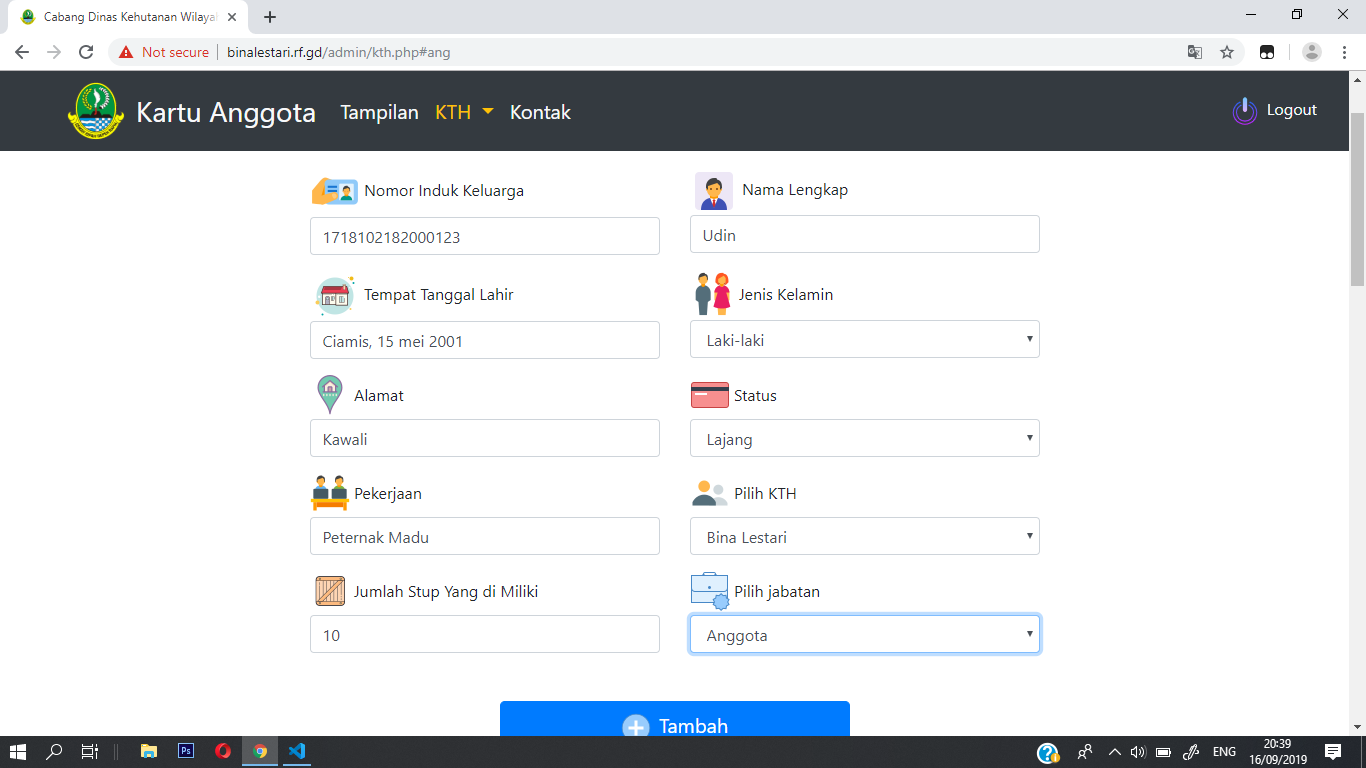 Cabang Dinas Kehutanan Wilaya
Not secure
binalestari.rf.gd/admin/kth.php#ang
Kartu Anggota
Tampilan
KTH
Kontak
Logout
Nomor Induk Keluarga
Nama Lengkap
1718102182000123
Udin
Tempat Tanggal Lahir
Jenis Kelamin
Ciamis, 15 mei 2001
Laki-laki
Alamat
Status
Kawali
Lajang
Pekerjaan
Pilih KTH
Peternak Madu
Bina Lestari
Jumlah Stup Yang di Miliki
Pilih jabatan
10
Anggota
Tambah
Ps
ENG
20:39
16/09/2019